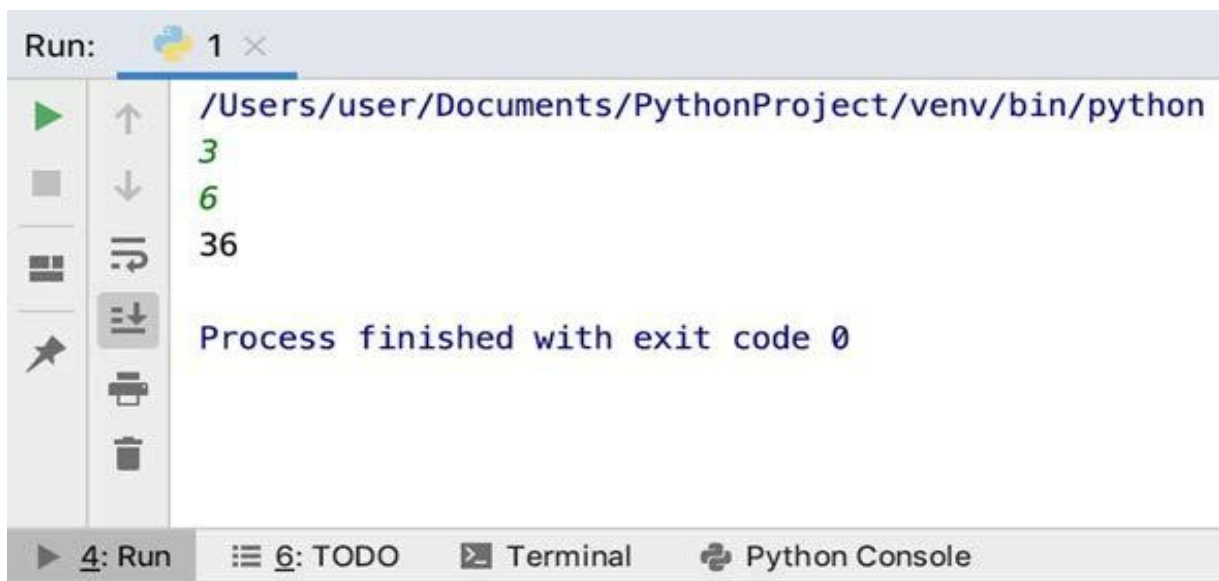 Run: 1
/Users/user/Documents/PythonProject/venv/bin/python
3
6
36
Process finished with exit code 0
4: Run 6: TODO Terminal Python Console